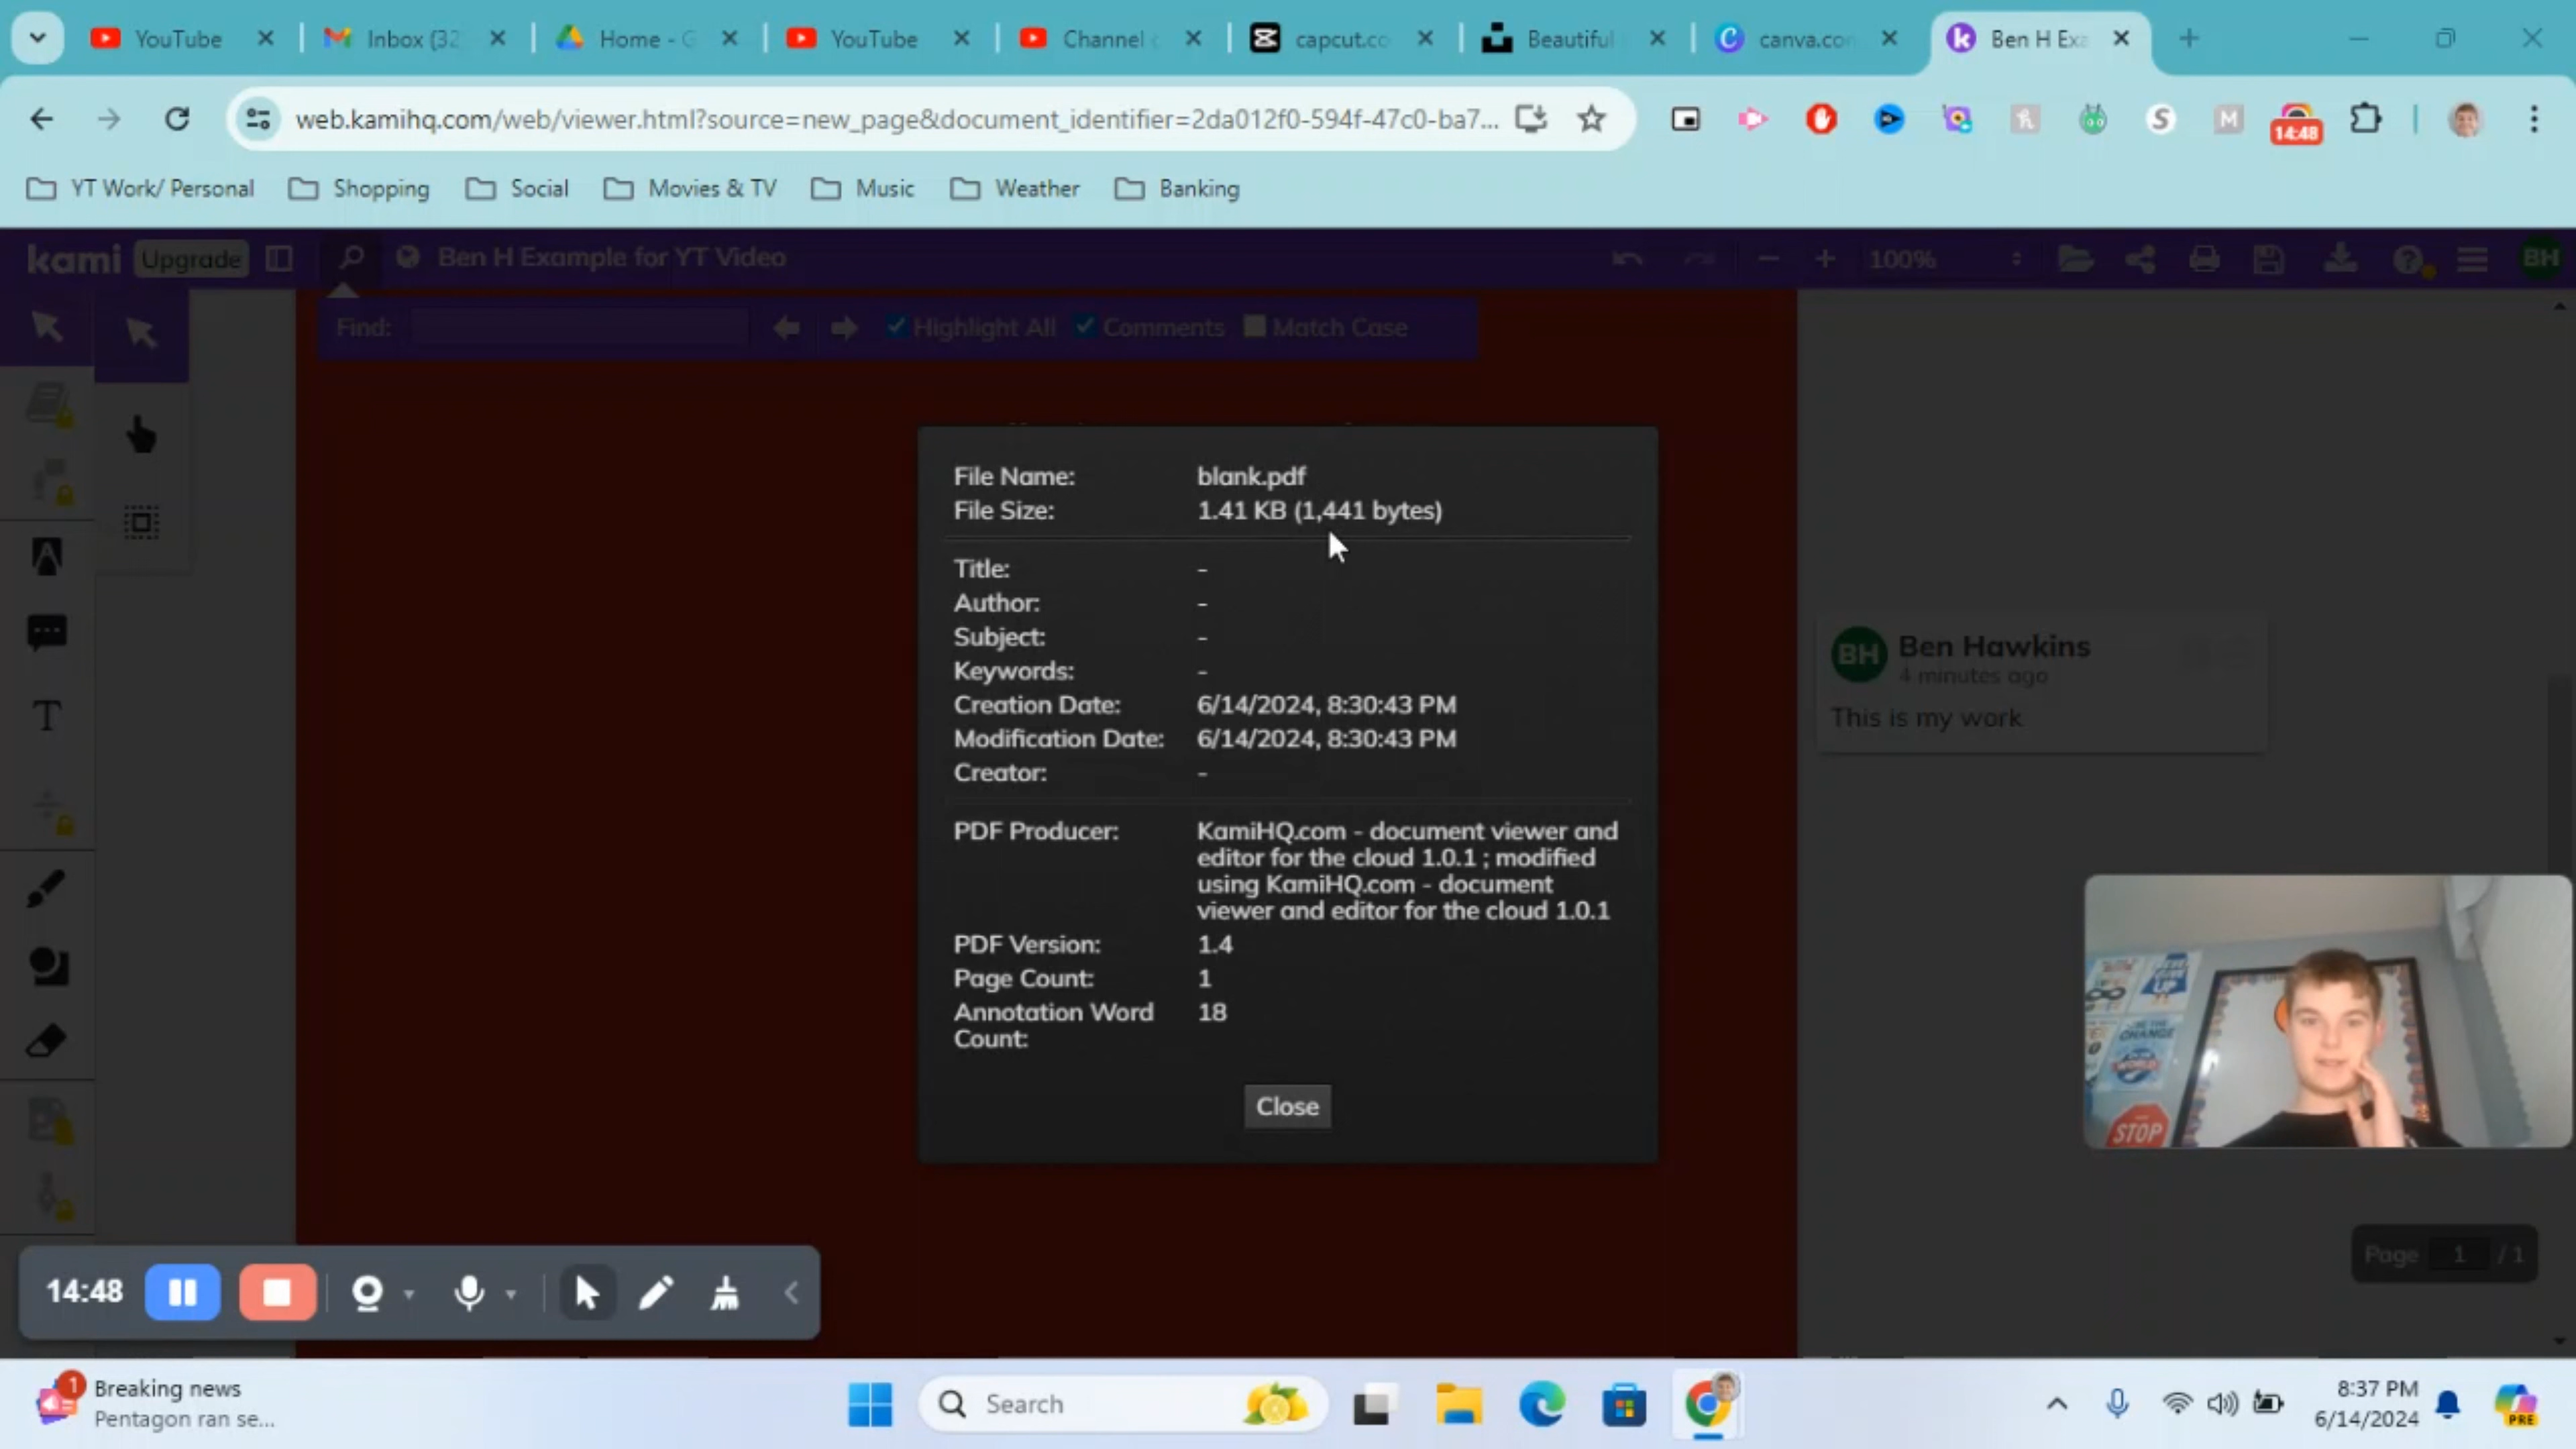 YouTube
Inbox (32
Home - G
YouTube
Channel c
capcut.co
Beautiful
canva.con
Ben H Exa
web.kamihq.com/web/viewer.html?source=new_page&document_identifier=2da012f0-594f-47c0-ba7...
14:48
YT Work/ Personal
Shopping
Social
Movies & TV
Music
Weather
Banking
kami
Upgrade
Ben H Example for YT Video
100%
BH
Find:
Highlight All
Comments
Match Case
File Name: blank.pdf
File Size: 1.41 KB (1,441 bytes)
Title: -
Author: -
Subject: -
Keywords: -
Creation Date: 6/14/2024, 8:30:43 PM
Modification Date: 6/14/2024, 8:30:43 PM
Creator: -
PDF Producer: KamiHQ.com - document viewer and
editor for the cloud 1.0.1 ; modified
using KamiHQ.com - document
viewer and editor for the cloud 1.0.1
PDF Version: 1.4
Page Count: 1
Annotation Word 18
Count:
Close
BH
Ben Hawkins
4 minutes ago
This is my work
CHANGE
WORLD
STOP
Page 1 / 1
14:48
1
Breaking news
Pentagon ran se...
Search
8:37 PM
6/14/2024
PRE